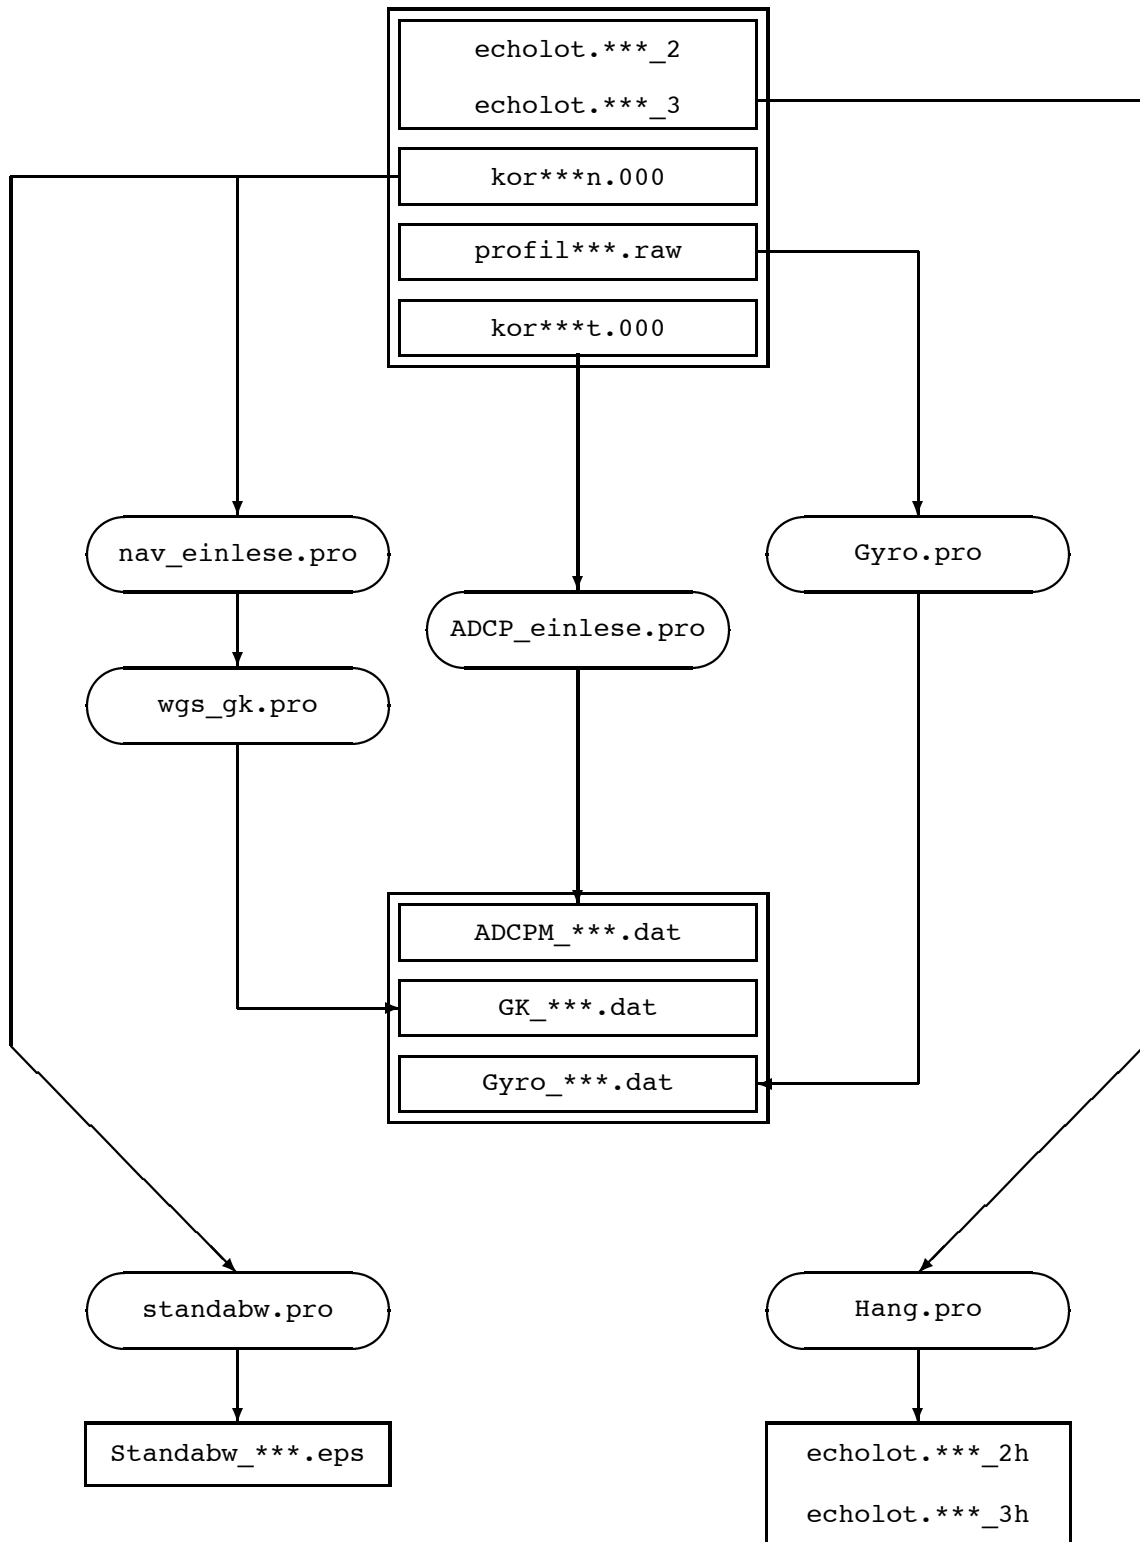 echolot.***_2
echolot.***_3
kor***n.000
profil***.raw
kor***t.000
nav_einlese.pro
Gyro.pro
ADCP_einlese.pro
wgs_gk.pro
ADCPM_***.dat
GK_***.dat
Gyro_***.dat
standabw.pro
Hang.pro
Standabw_***.eps
echolot.***_2h
echolot.***_3h